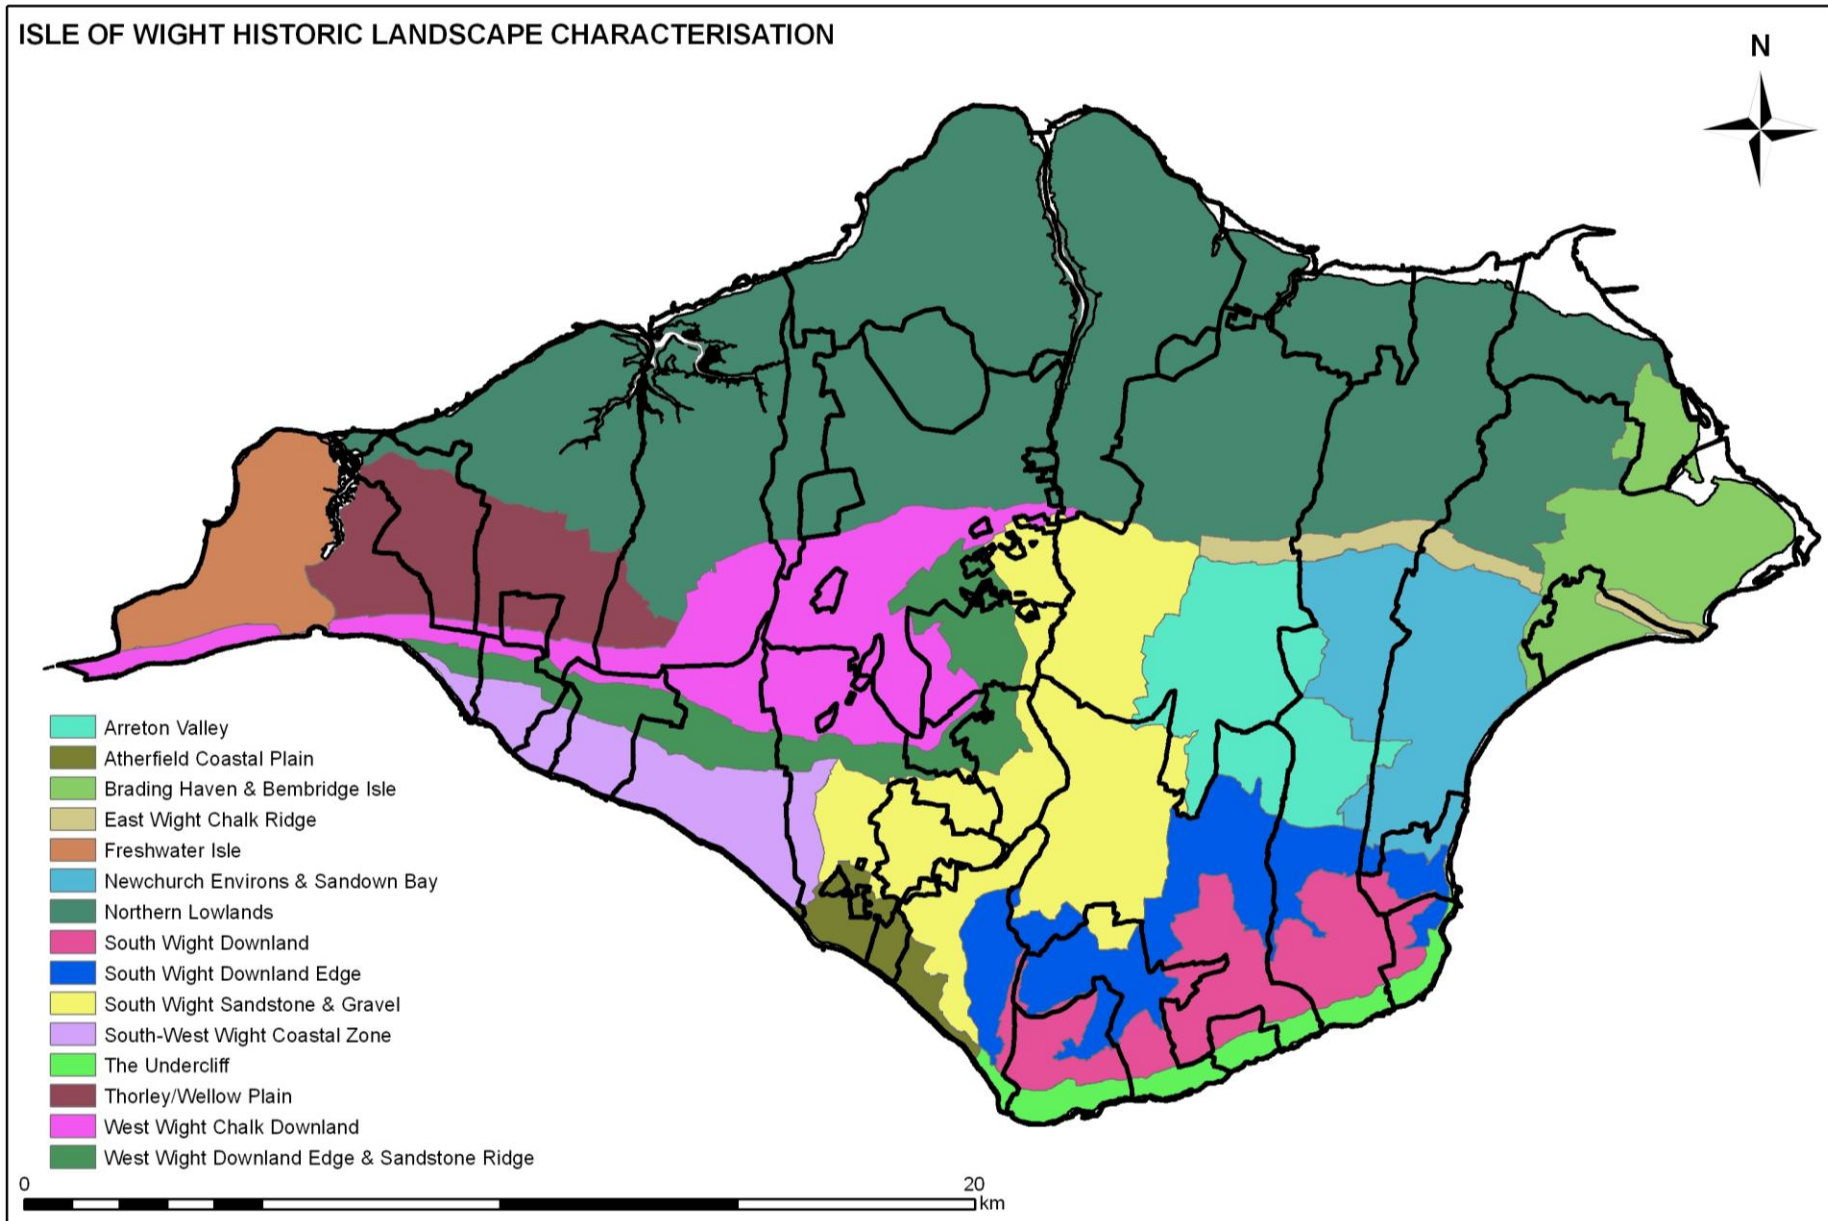 ISLE OF WIGHT HISTORIC LANDSCAPE CHARACTERISATION
N
Arreton Valley
Atherfield Coastal Plain
Brading Haven & Bembridge Isle
East Wight Chalk Ridge
Freshwater Isle
Newchurch Environs & Sandown Bay
Northern Lowlands
South Wight Downland
South Wight Downland Edge
South Wight Sandstone & Gravel
South-West Wight Coastal Zone
The Undercliff
Thorley/Wellow Plain
West Wight Chalk Downland
West Wight Downland Edge & Sandstone Ridge
0 20
km